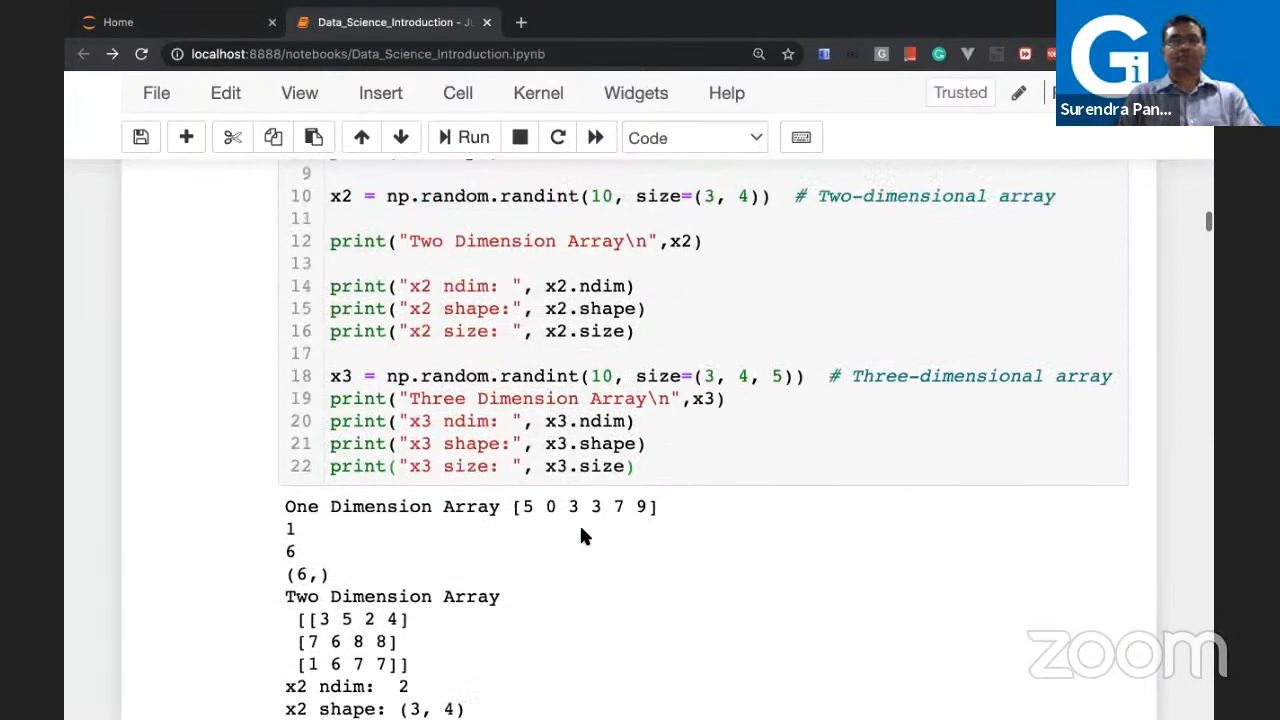 Home
Data_Science_Introduction - J
localhost:8888/notebooks/Data_Science_Introduction.ipynb
Gi
Surendra Pan...
File Edit View Insert Cell Kernel Widgets Help
Trusted
Run
Code
9
10 x2 = np.random.randint(10, size=(3, 4)) # Two-dimensional array
11
12 print("Two Dimension Array\n",x2)
13
14 print("x2 ndim: ", x2.ndim)
15 print("x2 shape:", x2.shape)
16 print("x2 size: ", x2.size)
17
18 x3 = np.random.randint(10, size=(3, 4, 5)) # Three-dimensional array
19 print("Three Dimension Array\n",x3)
20 print("x3 ndim: ", x3.ndim)
21 print("x3 shape:", x3.shape)
22 print("x3 size: ", x3.size)
One Dimension Array [5 0 3 3 7 9]
1
6
(6,)
Two Dimension Array
[[3 5 2 4]
[7 6 8 8]
[1 6 7 7]]
x2 ndim: 2
x2 shape: (3, 4)
zoom